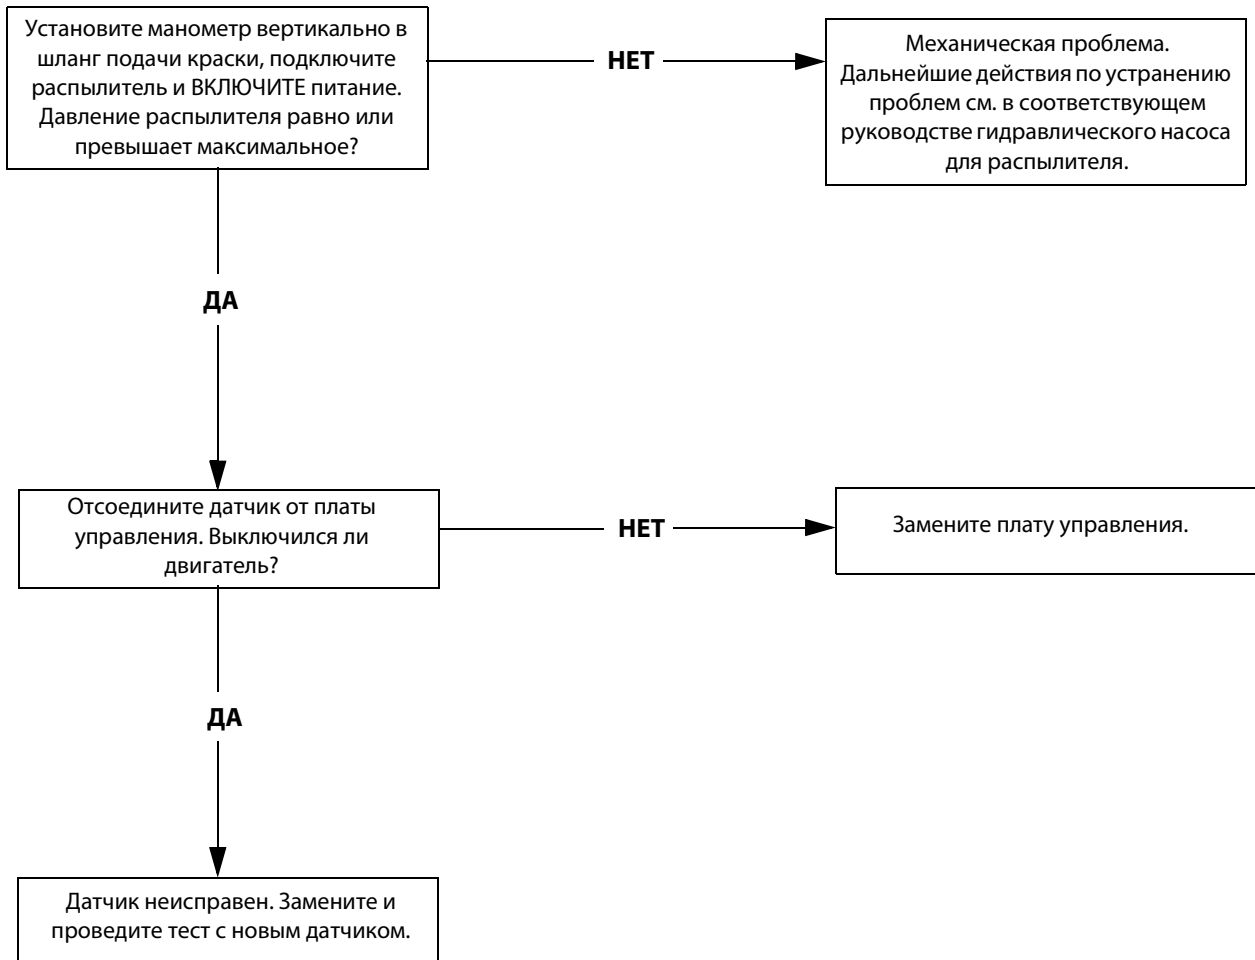 Установите манометр вертикально в
шланг подачи краски, подключите
распылитель и ВКЛЮЧИТЕ питание.
Давление распылителя равно или
превышает максимальное?
НЕТ
Механическая проблема.
Дальнейшие действия по устранению
проблем см. в соответствующем
руководстве гидравлического насоса
для распылителя.
ДА
Отсоедините датчик от платы
управления. Выключился ли
двигатель?
НЕТ
Замените плату управления.
ДА
Датчик неисправен. Замените и
проведите тест с новым датчиком.